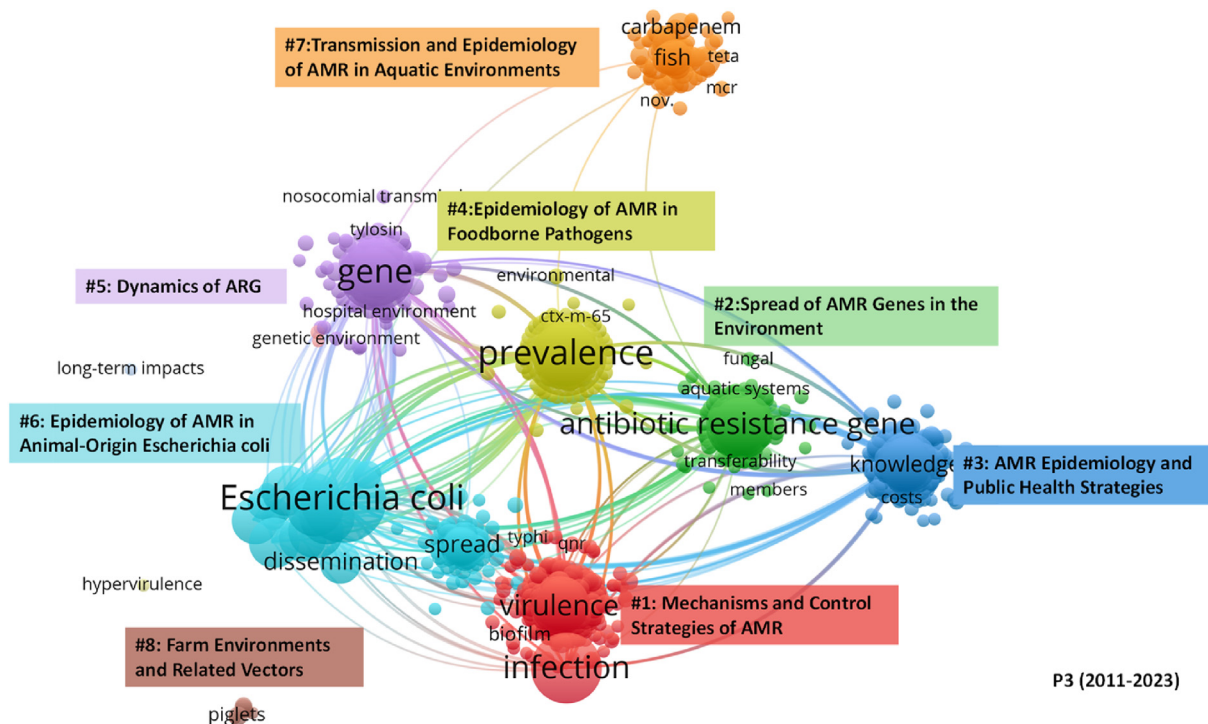 carbapenem
#7:Transmission and Epidemiology
of AMR in Aquatic Environments
fish
teta
mcr
nov.
nosocomial
#4:Epidemiology of AMR in
Foodborne Pathogens
tylosin
gene
environmental
#5: Dynamics of ARG
#2:Spread of AMR Genes in the
Environment
hospital environment
ctx-m-65
genetic environment
prevalence
fungal
long-term impacts
aquatic systems
#6: Epidemiology of AMR in
Animal-Origin Escherichia coli
antibiotic resistance gene
transferability
knowledge
#3: AMR Epidemiology and
Public Health Strategies
members
costs
Escherichia coli
spread
typhi
qnr
dissemination
hypervirulence
virulence
#1: Mechanisms and Control
Strategies of AMR
biofilm
#8: Farm Environments
and Related Vectors
infection
P3 (2011-2023)
piglets